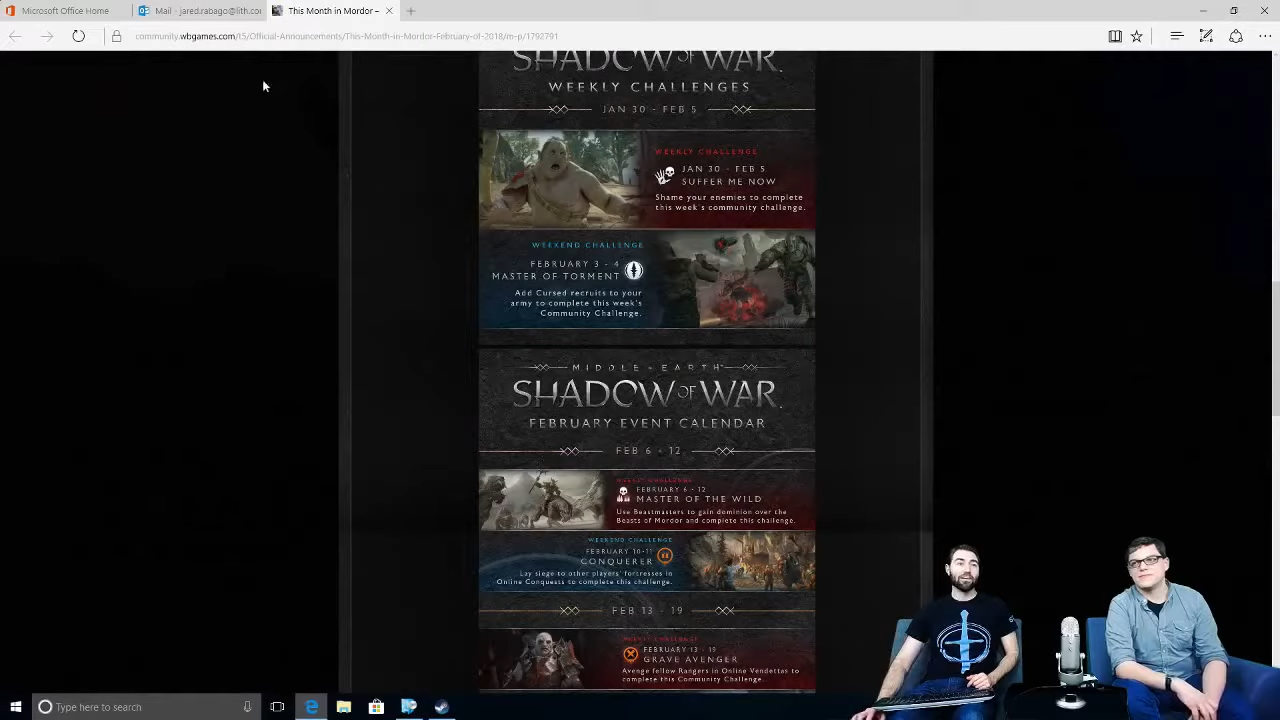 Microsoft Office Home
Mail - jared.rabago@lith.com
This Month in Mordor –
community.wbgames.com/t5/Official-Announcements/This-Month-in-Mordor-February-of-2018/m-p/1792791
SHADOW OF WAR
WEEKLY CHALLENGES
JAN 30 - FEB 5
WEEKLY CHALLENGE
JAN 30 - FEB 5
SUFFER ME NOW
Shame your enemies to complete
this week's community challenge.
WEEKEND CHALLENGE
FEBRUARY 3 - 4
MASTER OF TORMENT
Add Cursed recruits to your
army to complete this week's
Community Challenge.
MIDDLE-EARTH™
SHADOW OF WAR
FEBRUARY EVENT CALENDAR
FEB 6 - 12
WEEKLY CHALLENGE
FEBRUARY 6 - 12
MASTER OF THE WILD
Use Beastmasters to gain dominion over the
Beasts of Mordor and complete this challenge.
WEEKEND CHALLENGE
FEBRUARY 10-11
CONQUERER
Lay siege to other players' fortresses in
Online Conquests to complete this challenge.
FEB 13 - 19
WEEKLY CHALLENGE
FEBRUARY 13 - 19
GRAVE AVENGER
Avenge fellow Rangers in Online Vendettas to
complete this Community Challenge.
Type here to search